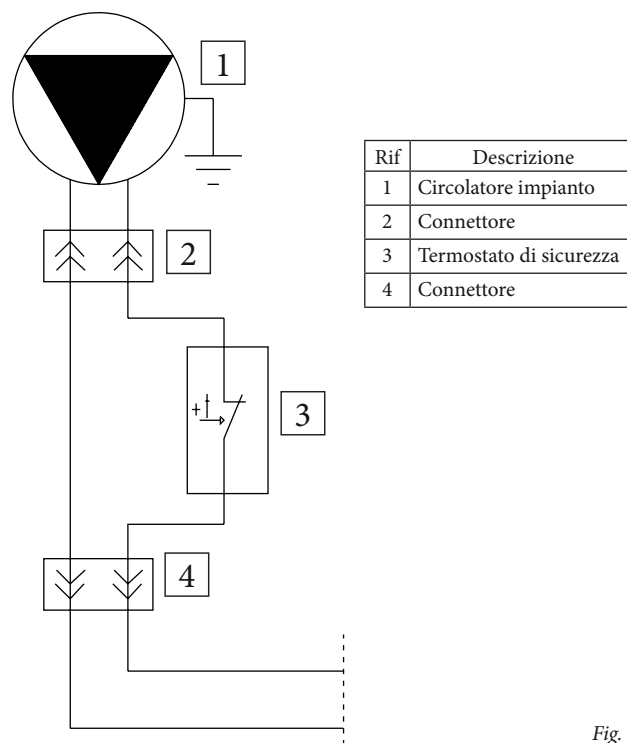 1
Rif Descrizione
1 Circolatore impianto
2 Connettore
3 Termostato di sicurezza
4 Connettore
2
+t
3
4
Fig.